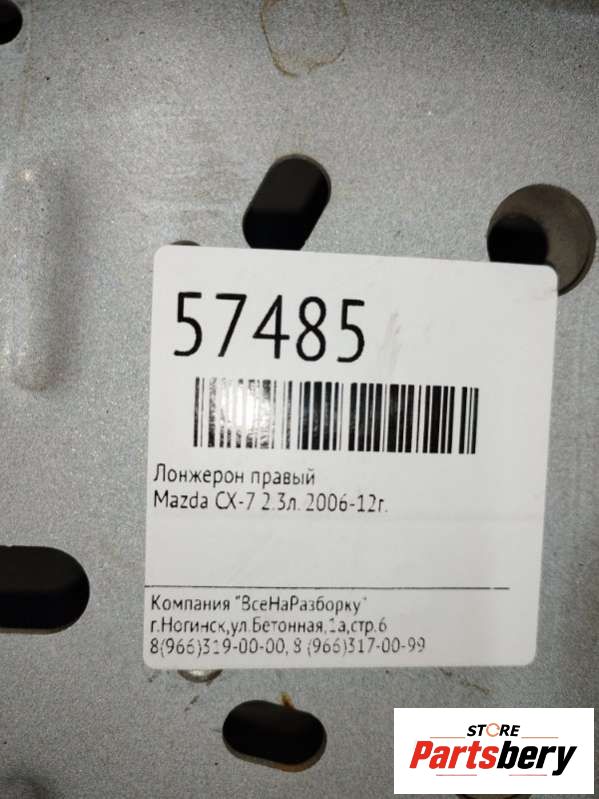 57485
Лонжерон правый
Mazda CX-7 2.3л. 2006-12г.
Компания "ВсеНаРазборку"
г.Ногинск,ул.Бетонная,1а,стр.6
8(966)319-00-00, 8 (966)317-00-99
STORE
Partsbery